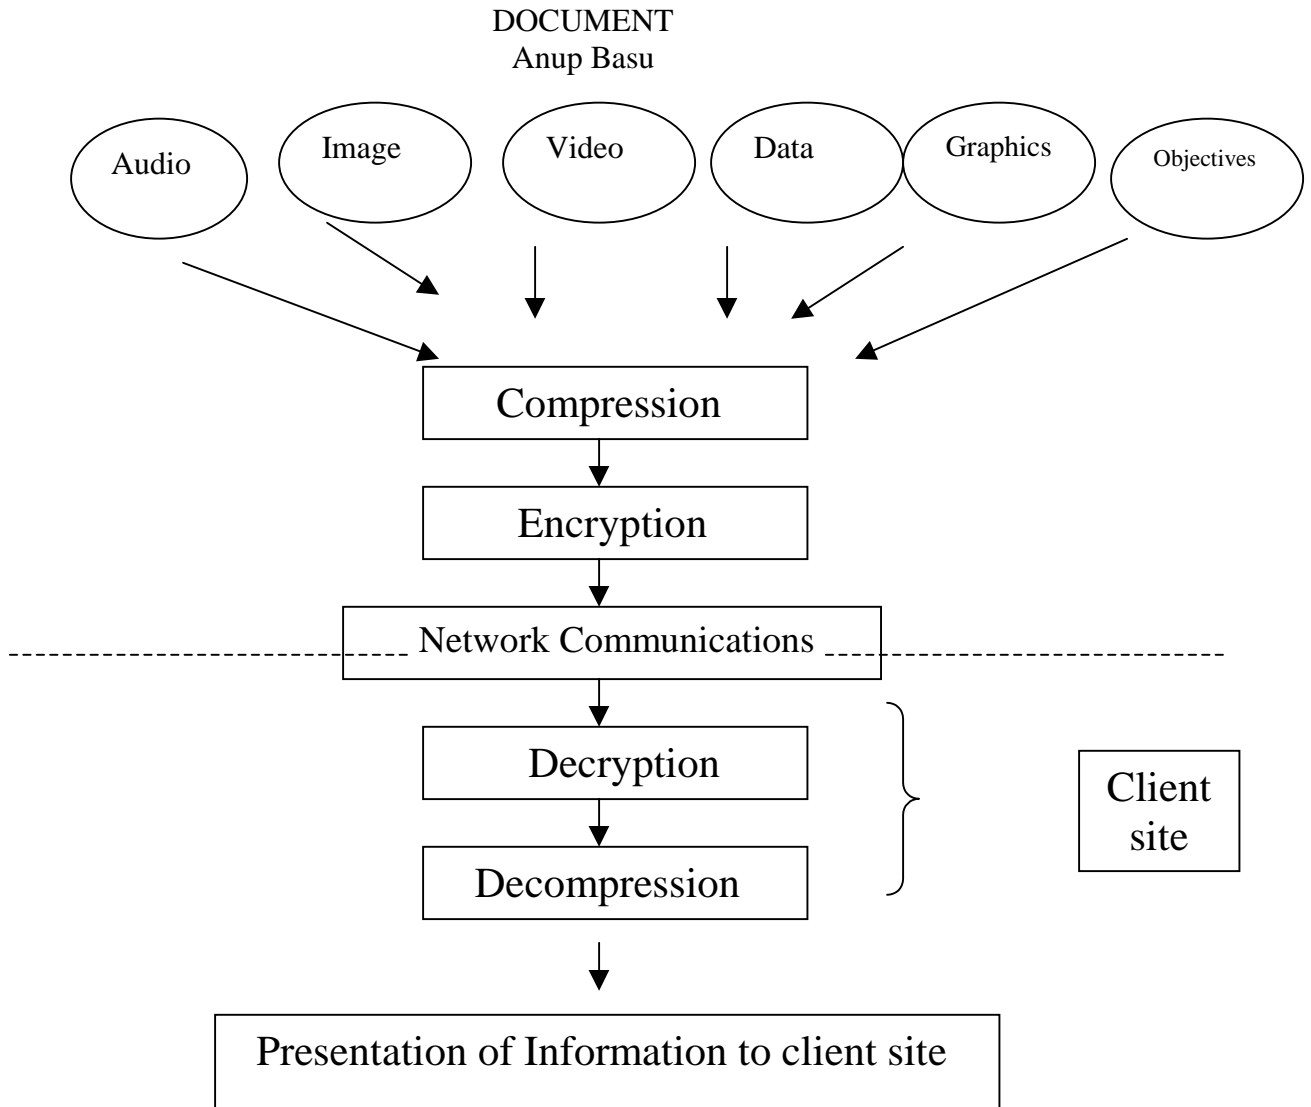 DOCUMENT
Anup Basu
Audio
Image
Video
Data
Graphics
Objectives
Compression
Encryption
Network Communications
Decryption
Client
site
Decompression
Presentation of Information to client site